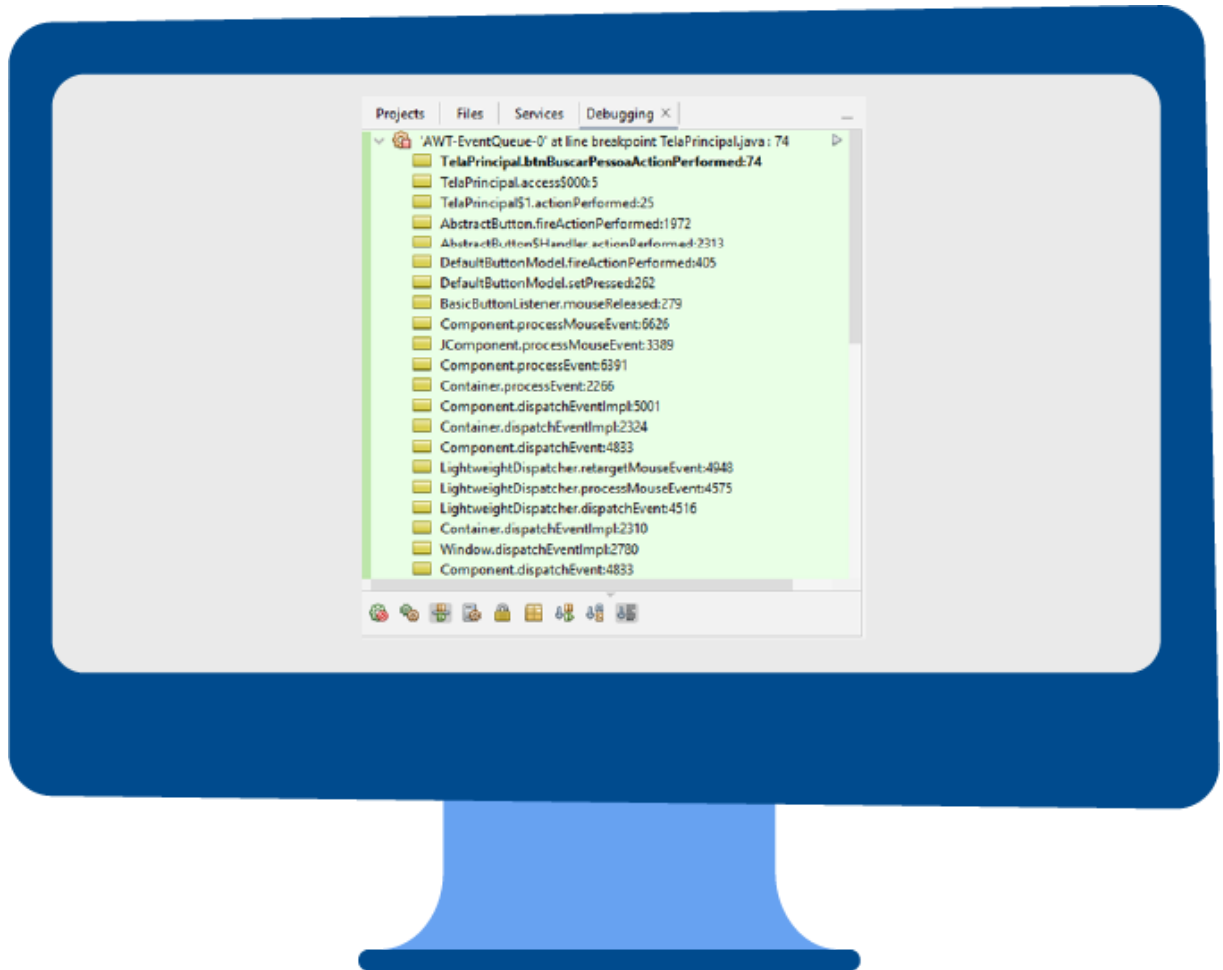 Projects Files Services Debugging
'AWT-EventQueue-0' at line breakpoint TelaPrincipal.java : 74
TelaPrincipal.btnBuscarPessoaActionPerformed:74
TelaPrincipal.access$000:5
TelaPrincipal$1.actionPerformed:25
AbstractButton.fireActionPerformed:1972
AbstractButton$Handler.actionPerformed:2313
DefaultButtonModel.fireActionPerformed:405
DefaultButtonModel.setPressed:262
BasicButtonListener.mouseReleased:279
Component.processMouseEvent:6626
JComponent.processMouseEvent:3389
Component.processEvent:6391
Container.processEvent:2266
Component.dispatchEventImpl:5001
Container.dispatchEventImpl:2324
Component.dispatchEvent:4833
LightweightDispatcher.retargetMouseEvent:4948
LightweightDispatcher.processMouseEvent:4575
LightweightDispatcher.dispatchEvent:4516
Container.dispatchEventImpl:2310
Window.dispatchEventImpl:2780
Component.dispatchEvent:4833